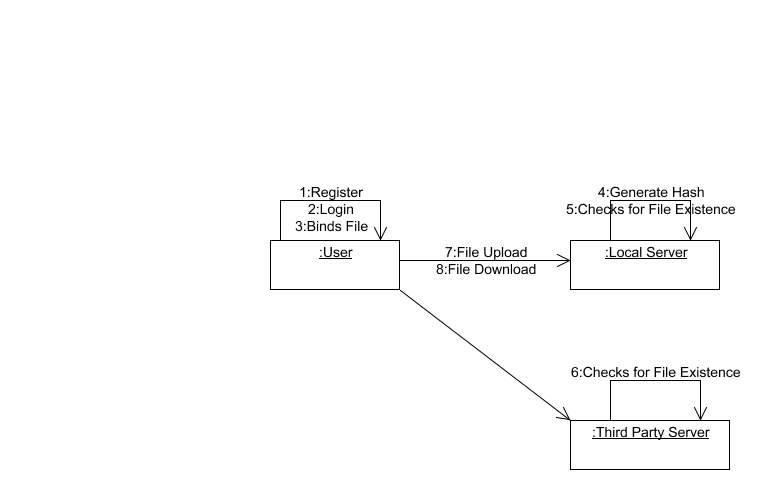 1:Register
2:Login
3:Binds File
:User
4:Generate Hash
5:Checks for File Existence
:Local Server
7:File Upload
8:File Download
6:Checks for File Existence
:Third Party Server